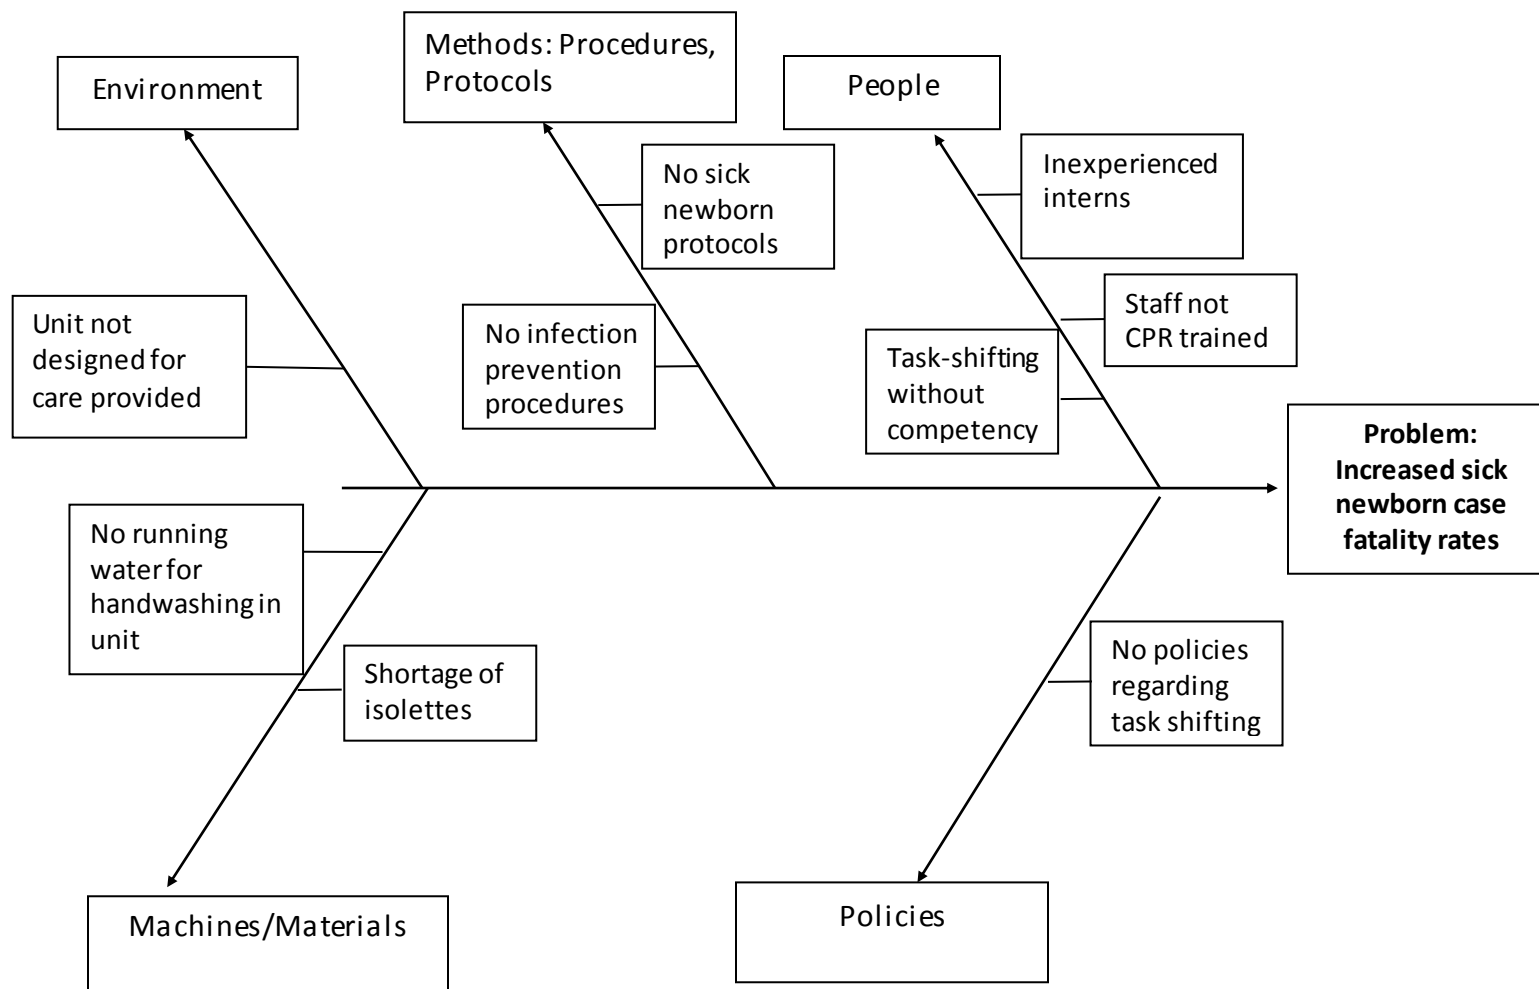 Environment
Methods: Procedures,
Protocols
People
No sick
newborn
protocols
Inexperienced
interns
Unit not
designed for
care provided
No infection
prevention
procedures
Staff not
CPR trained
Task-shifting
without
competency
Problem:
Increased sick
newborn case
fatality rates
No running
water for
handwashing in
unit
Shortage of
isolettes
No policies
regarding
task shifting
Machines/Materials
Policies